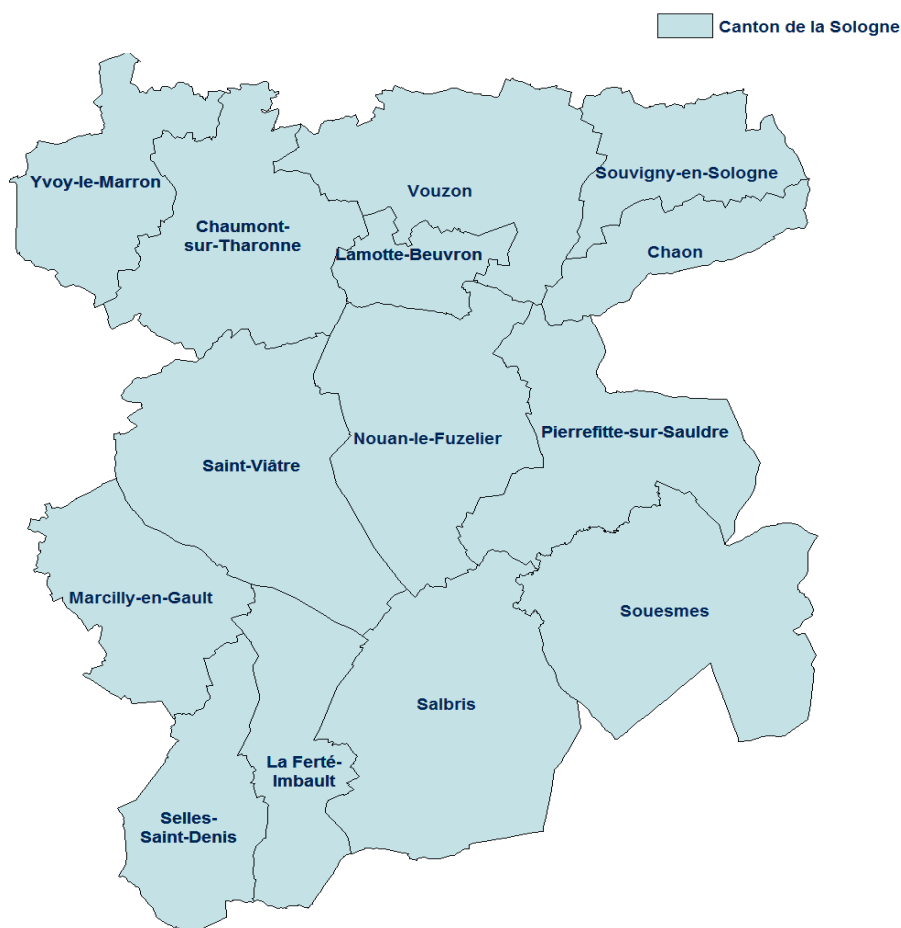 Canton de la Sologne
Yvoy-le-Marron
Vouzon
Souvigny-en-Sologne
Chaumont-
sur-Tharonne
Lamotte-Beuvron
Chaon
Nouan-le-Fuzelier
Pierrefitte-sur-Sauldre
Saint-Viâtre
Marcilly-en-Gault
Souesmes
Salbris
La Ferté-
Imbault
Selles-
Saint-Denis